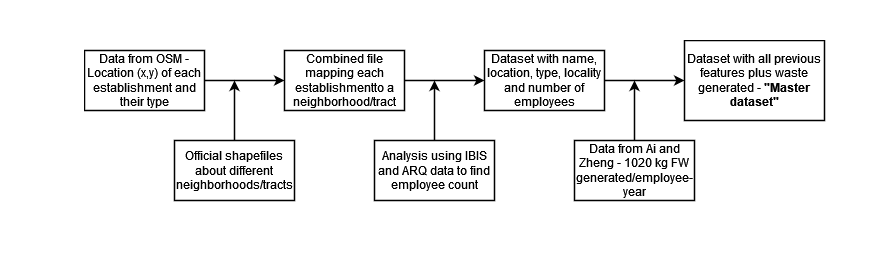 Data from OSM -
Location (x,y) of each
establishment and
their type
Combined file
mapping each
establishmentto a
neighborhood/tract
Dataset with name,
location, type, locality
and number of
employees
Dataset with all previous
features plus waste
generated - "Master
dataset"
Official shapefiles
about different
neighborhoods/tracts
Analysis using IBIS
and ARQ data to find
employee count
Data from Ai and
Zheng - 1020 kg FW
generated/employee-
year